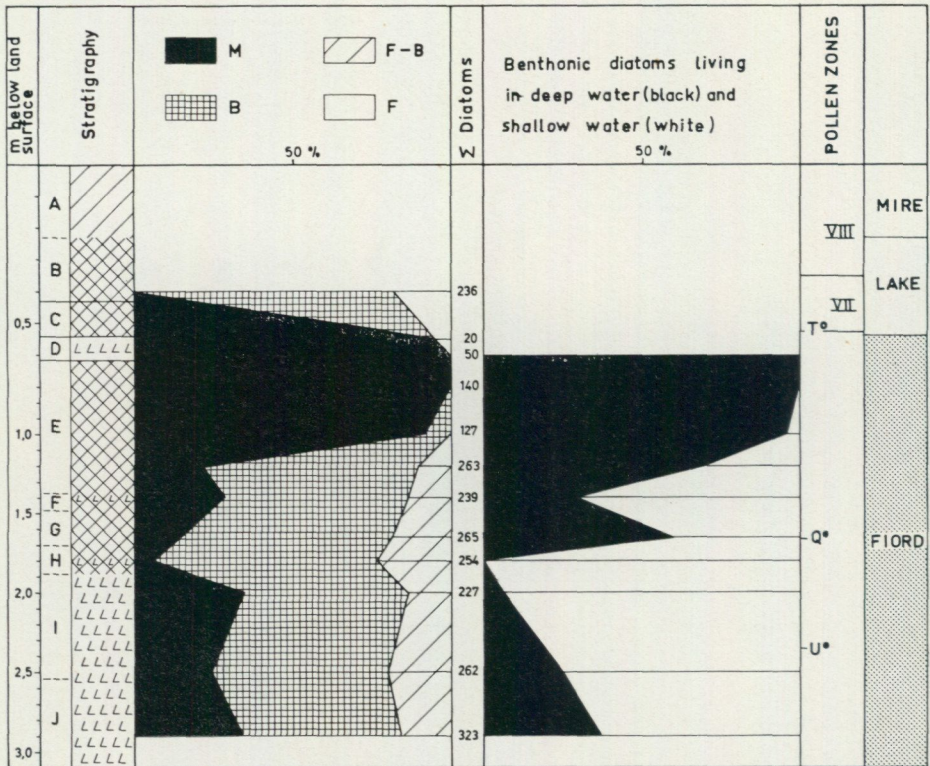 m below land
surface
Stratigraphy
M
F-B
B
F
50 %
Σ Diatoms
Benthonic diatoms living
in deep water (black) and
shallow water (white)
50 %
POLLEN ZONES
A
B
C
D
E
F
G
H
I
J
0,5
1,0
1,5
2,0
2,5
3,0
236
20
50
140
127
263
239
265
254
227
262
323
VIII
VII
T°
Q°
U°
MIRE
LAKE
FIORD